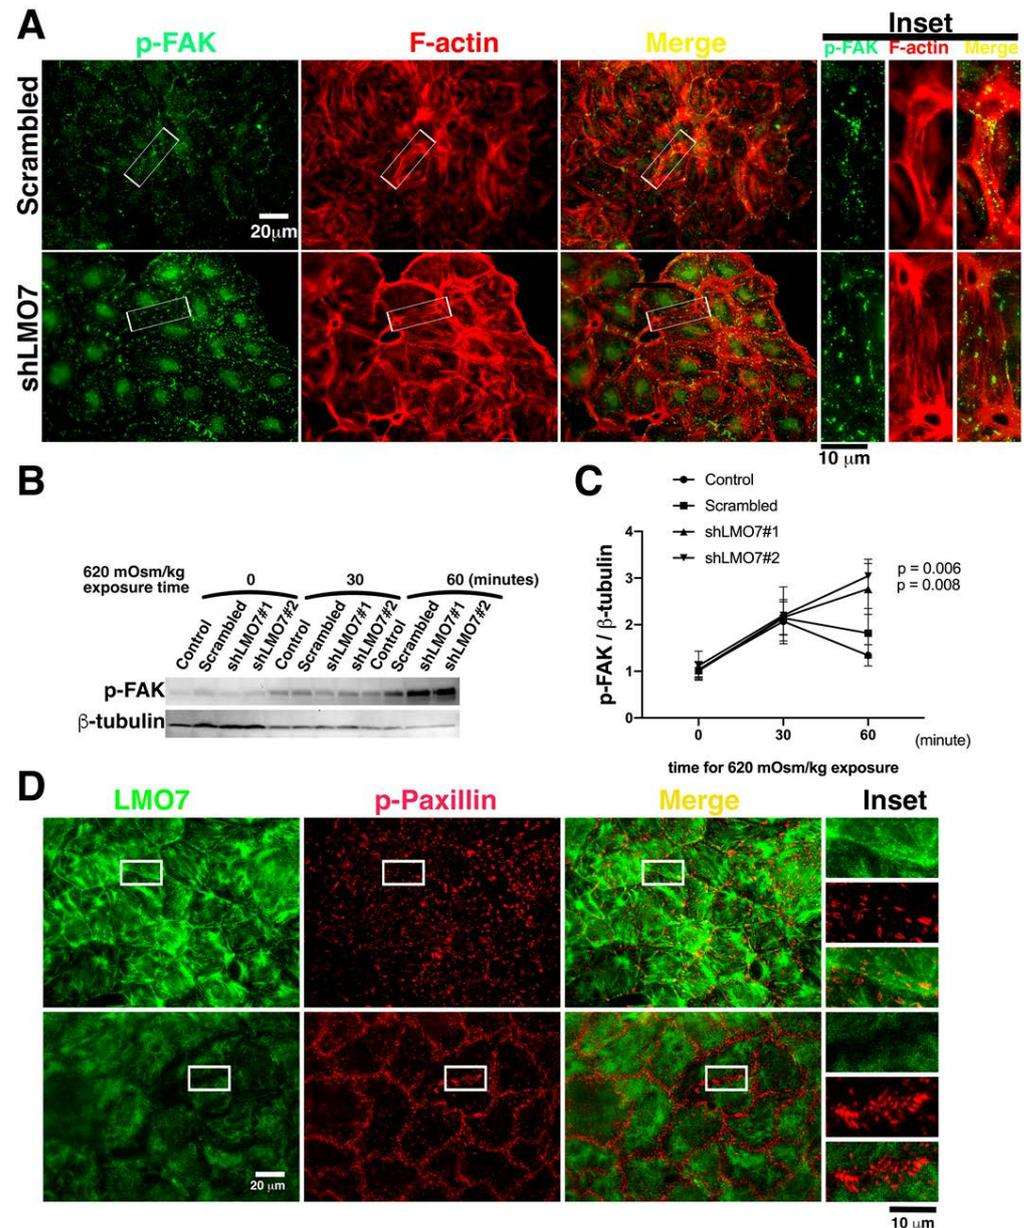 A
Inset
p-FAK F-actin Merge
p-FAK F-actin Merge
Scrambled
20μm
shLMO7
10 μm
B
620 mOsm/kg
exposure time
0 30 60 (minutes)
Control Scrambled shLMO7#1 shLMO7#2 Control Scrambled shLMO7#1 shLMO7#2 Control Scrambled shLMO7#1 shLMO7#2
p-FAK
β-tubulin
C
Control
Scrambled
shLMO7#1
shLMO7#2
p-FAK / β-tubulin
4
3
2
1
0
p = 0.006
p = 0.008
0 30 60 (minute)
time for 620 mOsm/kg exposure
D
LMO7 p-Paxillin Merge Inset
20 μm
10 μm